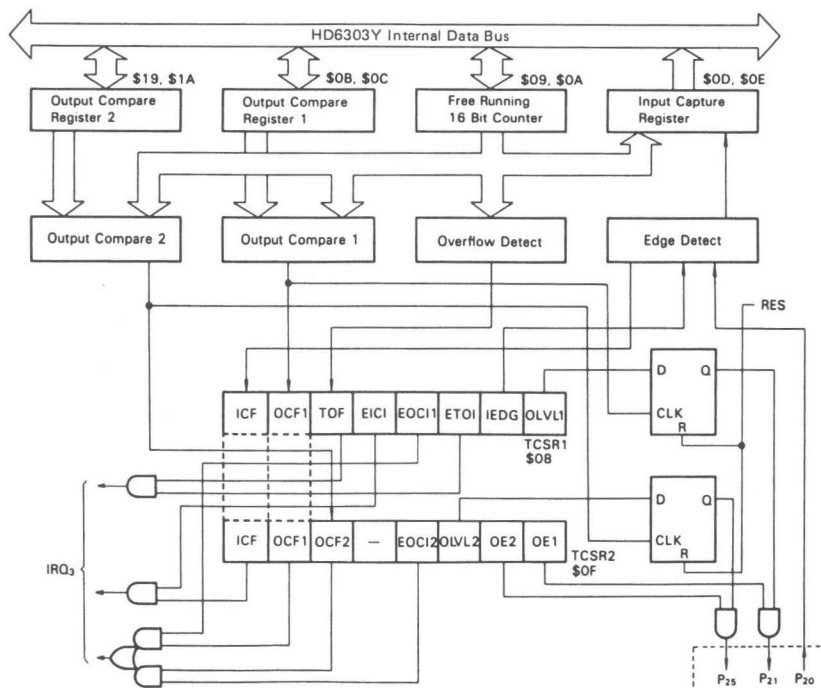 HD6303Y Internal Data Bus
$19, $1A
$0B, $0C
$09, $0A
$0D, $0E
Output Compare
Register 2
Output Compare
Register 1
Free Running
16 Bit Counter
Input Capture
Register
Output Compare 2
Output Compare 1
Overflow Detect
Edge Detect
RES
D Q
CLK
R
ICF OCF1 TOF EICI EOCI1 ETOI IEDG OLVL1
TCSR1
$08
D Q
CLK
R
ICF OCF1 OCF2 — EOCI2 OLVL2 OE2 OE1
TCSR2
$0F
IRQ₃
P₂₅ P₂₁ P₂₀